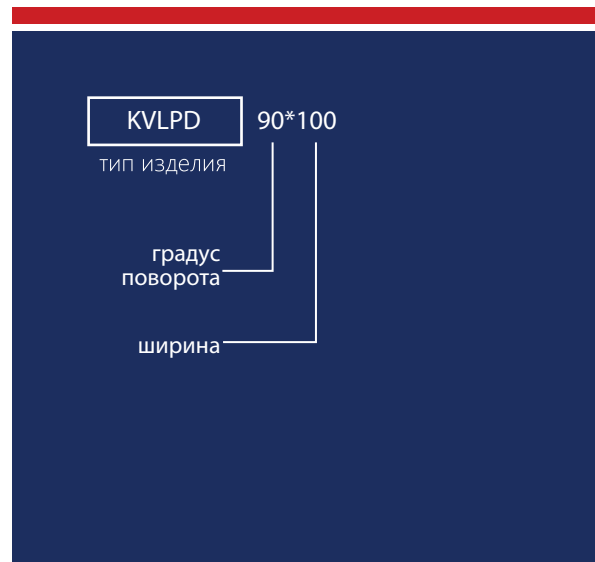 KVLPD 90*100
тип изделия
градус
поворота
ширина